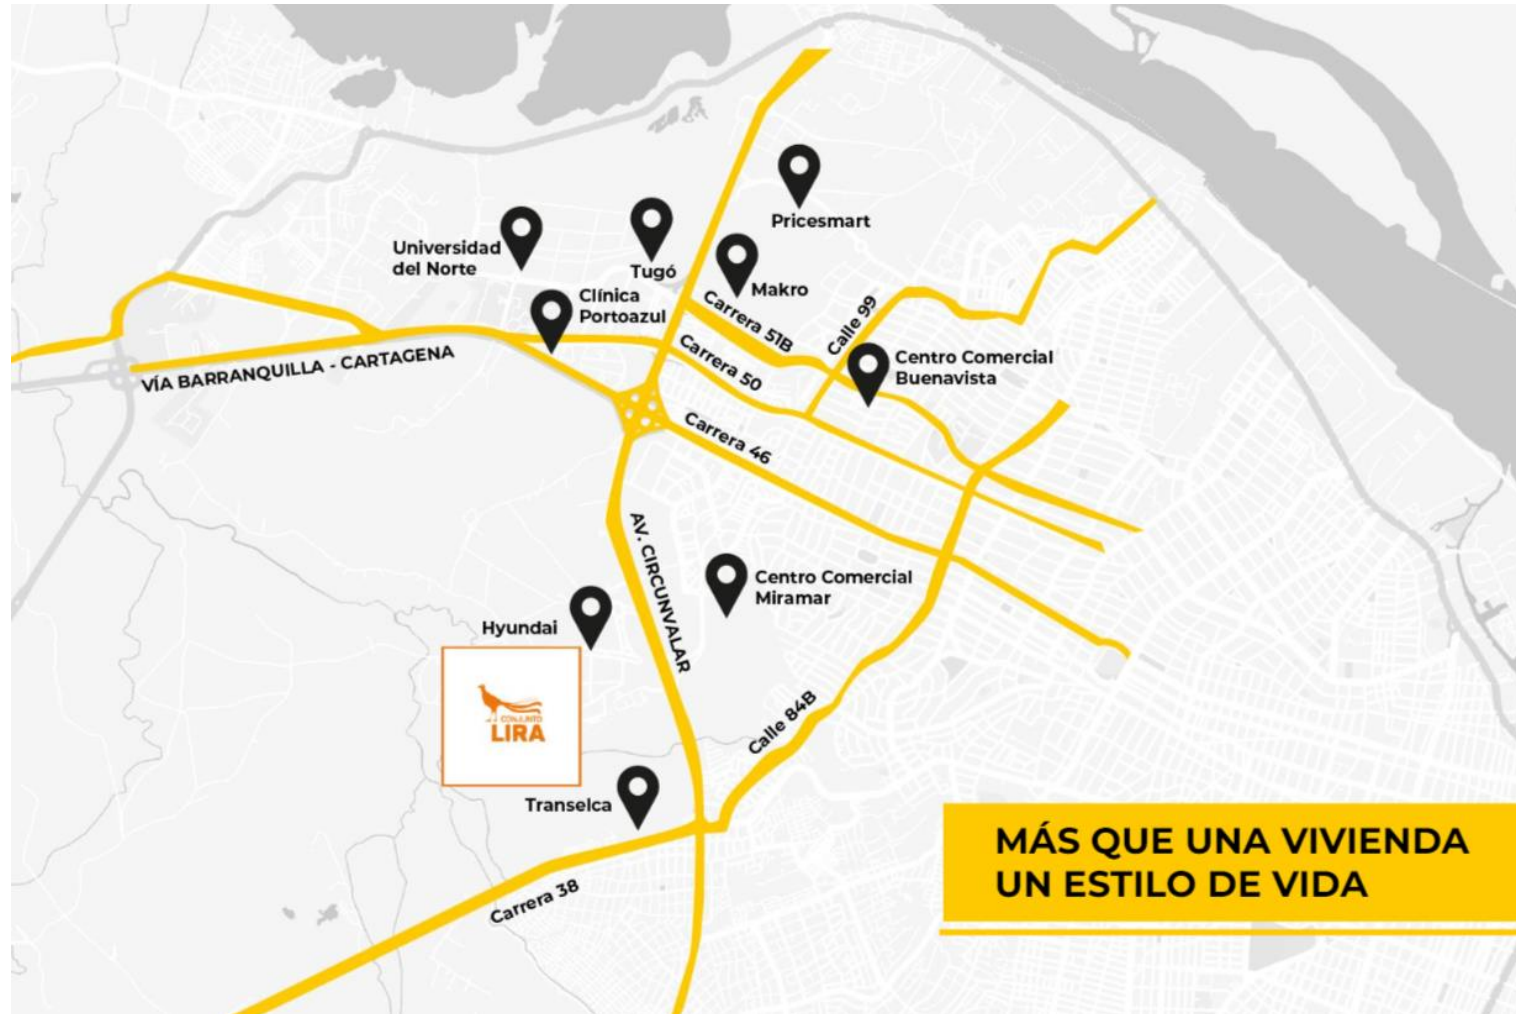 Pricesmart
Universidad
del Norte
Tugó
Makro
Clínica
Portoazul
Carrera 51B
Calle 99
VÍA BARRANQUILLA - CARTAGENA
Carrera 50
Centro Comercial
Buenavista
Carrera 46
AV. CIRCUNVALAR
Centro Comercial
Miramar
Hyundai
CONJUNTO
LIRA
Calle 84B
Transelca
Carrera 38
MÁS QUE UNA VIVIENDA
UN ESTILO DE VIDA